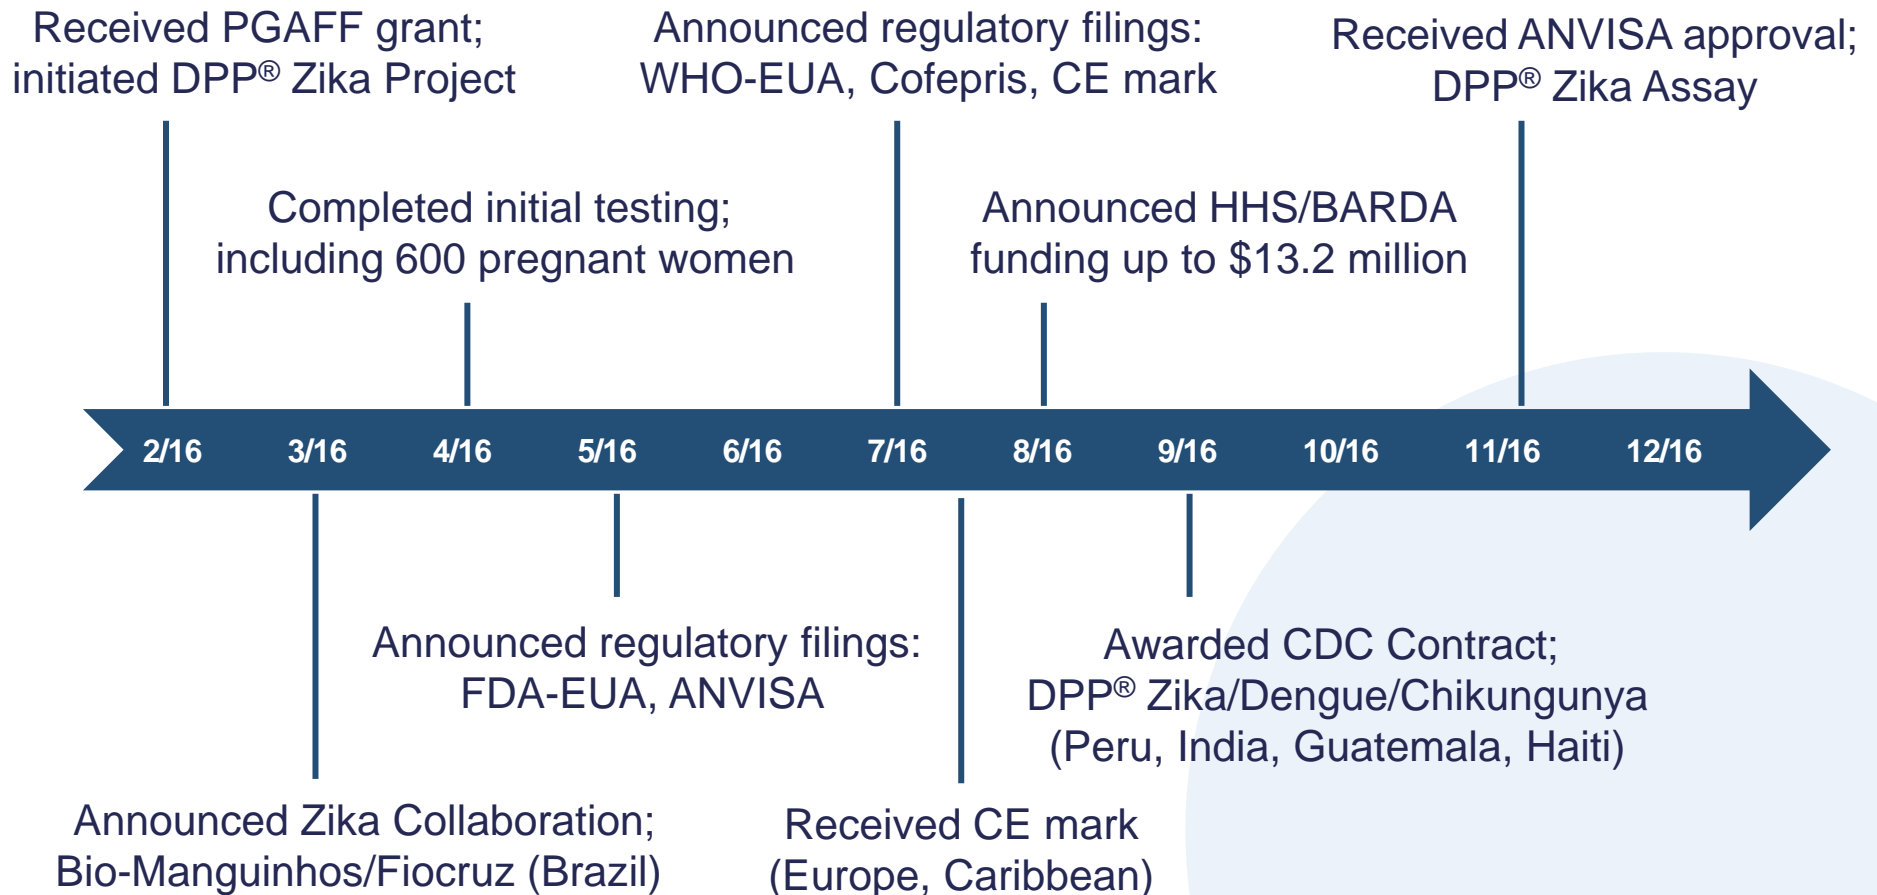 Received PGAFF grant;
initiated DPP® Zika Project
Announced regulatory filings:
WHO-EUA, Cofepris, CE mark
Received ANVISA approval;
DPP® Zika Assay
Completed initial testing;
including 600 pregnant women
Announced HHS/BARDA
funding up to $13.2 million
2/16 3/16 4/16 5/16 6/16 7/16 8/16 9/16 10/16 11/16 12/16
Announced regulatory filings:
FDA-EUA, ANVISA
Awarded CDC Contract;
DPP® Zika/Dengue/Chikungunya
(Peru, India, Guatemala, Haiti)
Announced Zika Collaboration;
Bio-Manguinhos/Fiocruz (Brazil)
Received CE mark
(Europe, Caribbean)